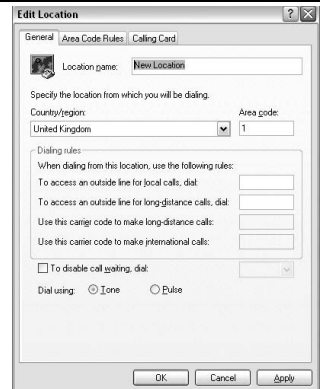 Edit Location
General Area Code Rules Calling Card
Location name: New Location
Specify the location from which you will be dialing.
Country/region: Area code:
United Kingdom 1
Dialing rules
When dialing from this location, use the following rules:
To access an outside line for local calls, dial:
To access an outside line for long-distance calls, dial:
Use this carrier code to make long-distance calls:
Use this carrier code to make international calls:
To disable call waiting, dial:
Dial using: Tone Pulse
OK Cancel Apply